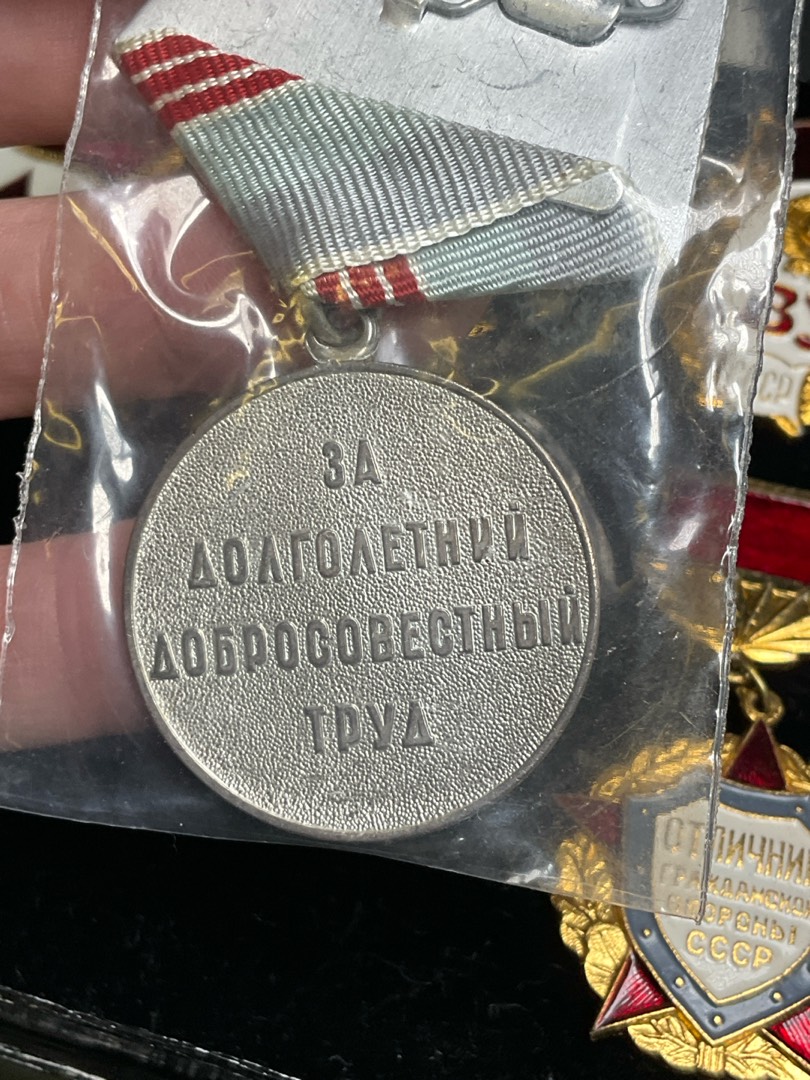 ЗА
ДОЛГОЛЕТНИЙ
ДОБРОСОВЕСТНЫЙ
ТРУД
ОТЛИЧНИК
ГРАЖДАНСКОЙ
ОБОРОНЫ
СССР